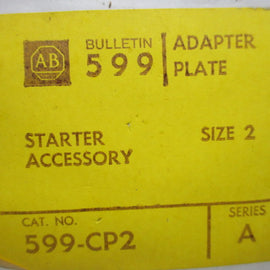 AB
BULLETIN
599
ADAPTER
PLATE
STARTER
ACCESSORY
SIZE 2
CAT. NO.
599-CP2
SERIES
A